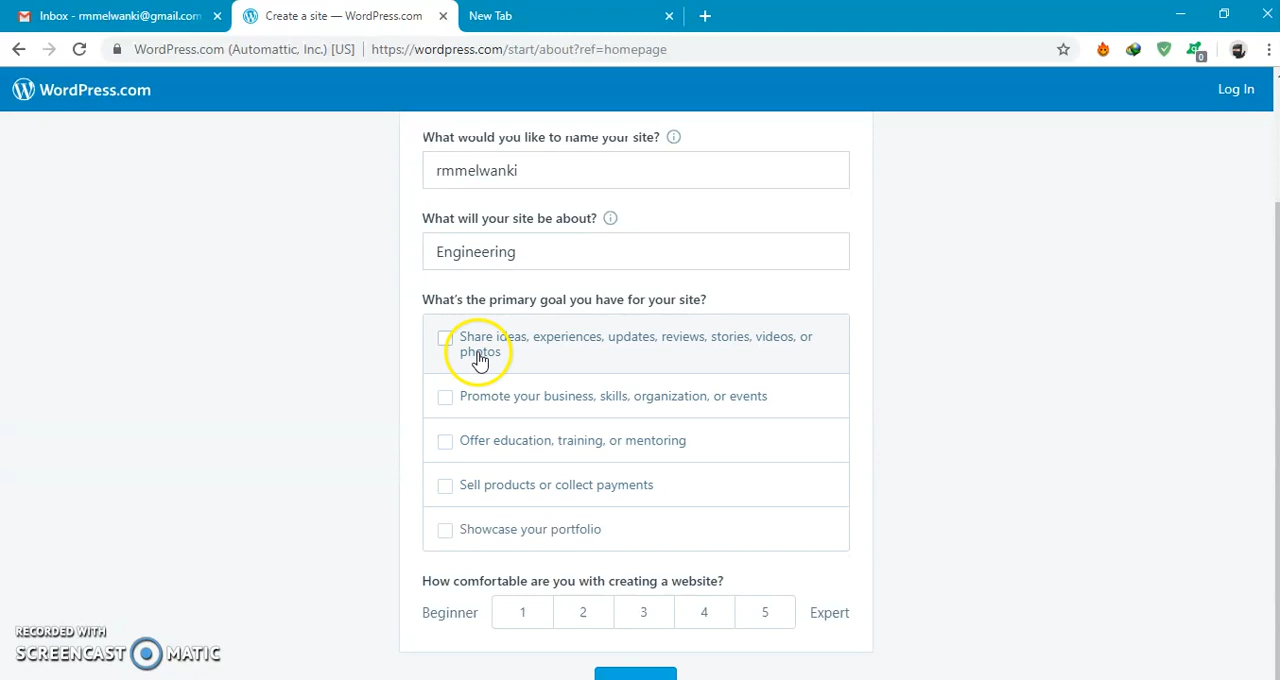 Inbox - rmmelwanki@gmail.com
Create a site — WordPress.com
New Tab
WordPress.com (Automattic, Inc.) [US]
https://wordpress.com/start/about?ref=homepage
0
WordPress.com
Log In
What would you like to name your site?
rmmelwanki
What will your site be about?
Engineering
What's the primary goal you have for your site?
Share ideas, experiences, updates, reviews, stories, videos, or
photos
Promote your business, skills, organization, or events
Offer education, training, or mentoring
Sell products or collect payments
Showcase your portfolio
How comfortable are you with creating a website?
Beginner 1 2 3 4 5 Expert
RECORDED WITH
SCREENCAST MATIC